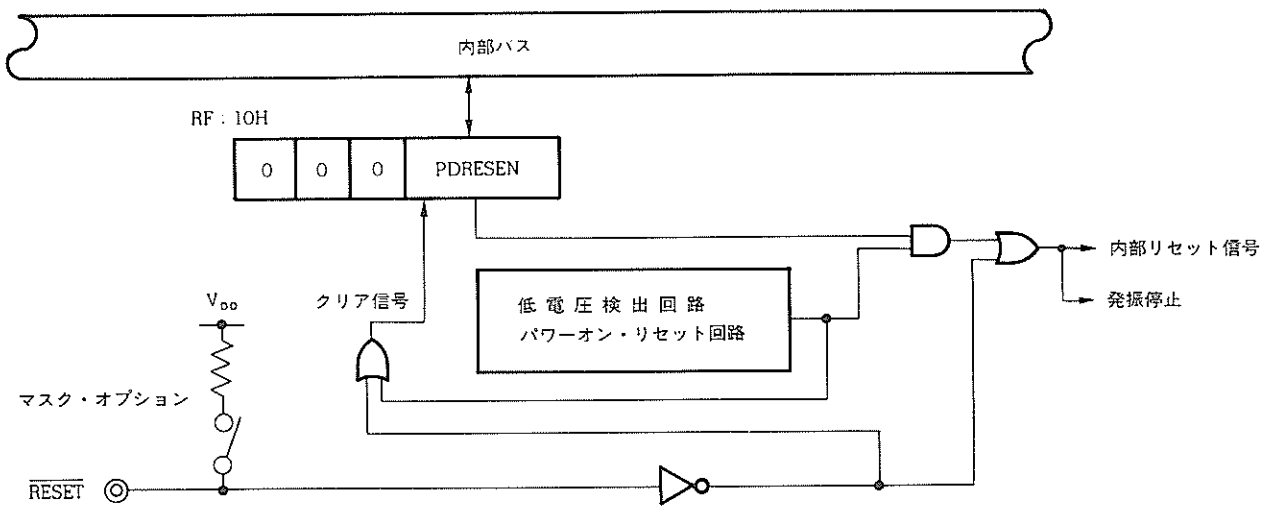 内部バス
RF : 10H
0 0 0 PDRESEN
内部リセット信号
発振停止
低電圧検出回路
パワーオン・リセット回路
クリア信号
VDD
マスク・オプション
RESET